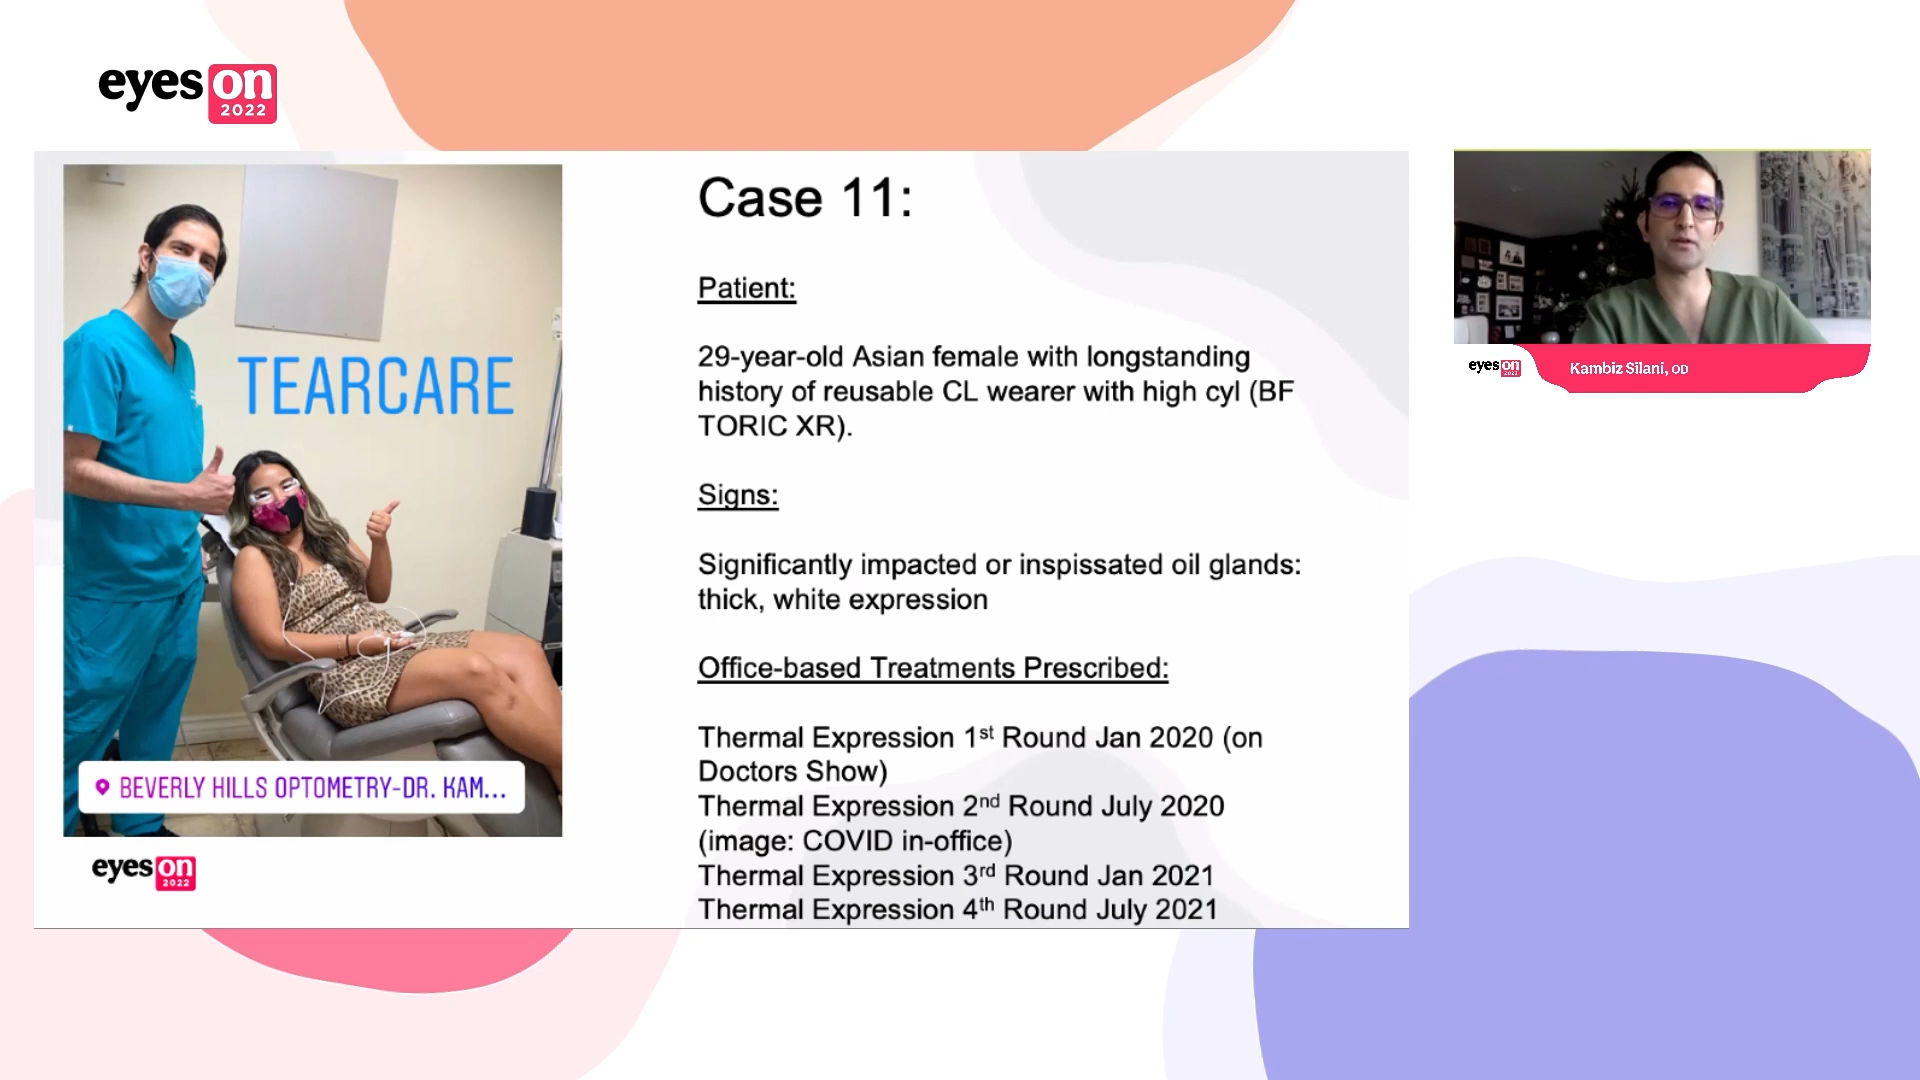 eyes on
2022
TEARCARE
BEVERLY HILLS OPTOMETRY-DR. KAM...
eyes on
2022
Case 11:
Patient:
29-year-old Asian female with longstanding
history of reusable CL wearer with high cyl (BF
TORIC XR).
Signs:
Significantly impacted or inspissated oil glands:
thick, white expression
Office-based Treatments Prescribed:
Thermal Expression 1st Round Jan 2020 (on
Doctors Show)
Thermal Expression 2nd Round July 2020
(image: COVID in-office)
Thermal Expression 3rd Round Jan 2021
Thermal Expression 4th Round July 2021
eyes on
2022
Kambiz Silani, OD